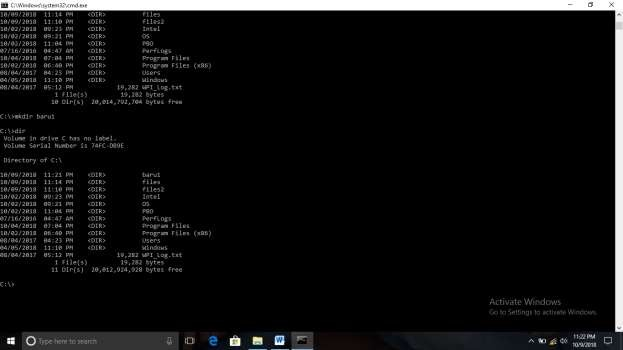 C:\Windows\system32\cmd.exe
10/09/2018 11:14 PM <DIR> files
10/09/2018 11:10 PM <DIR> files2
10/02/2018 09:23 PM <DIR> Intel
10/02/2018 09:21 PM <DIR> OS
10/02/2018 11:04 PM <DIR> PBO
07/16/2016 04:47 AM <DIR> PerfLogs
10/04/2018 07:04 PM <DIR> Program Files
10/02/2018 06:40 PM <DIR> Program Files (x86)
08/04/2017 04:23 PM <DIR> Users
04/05/2018 11:10 PM <DIR> Windows
08/04/2017 05:12 PM 19,282 WPI_Log.txt
1 File(s) 19,282 bytes
10 Dir(s) 20,014,792,704 bytes free
C:\>mkdir baru1
C:\>dir
Volume in drive C has no label.
Volume Serial Number is 74FC-DB9E
Directory of C:\
10/09/2018 11:21 PM <DIR> baru1
10/09/2018 11:14 PM <DIR> files
10/09/2018 11:10 PM <DIR> files2
10/02/2018 09:23 PM <DIR> Intel
10/02/2018 09:21 PM <DIR> OS
10/02/2018 11:04 PM <DIR> PBO
07/16/2016 04:47 AM <DIR> PerfLogs
10/04/2018 07:04 PM <DIR> Program Files
10/02/2018 06:40 PM <DIR> Program Files (x86)
08/04/2017 04:23 PM <DIR> Users
04/05/2018 11:10 PM <DIR> Windows
08/04/2017 05:12 PM 19,282 WPI_Log.txt
1 File(s) 19,282 bytes
11 Dir(s) 20,012,924,928 bytes free
C:\>
Activate Windows
Go to Settings to activate Windows.
Type here to search
11:22 PM
10/9/2018